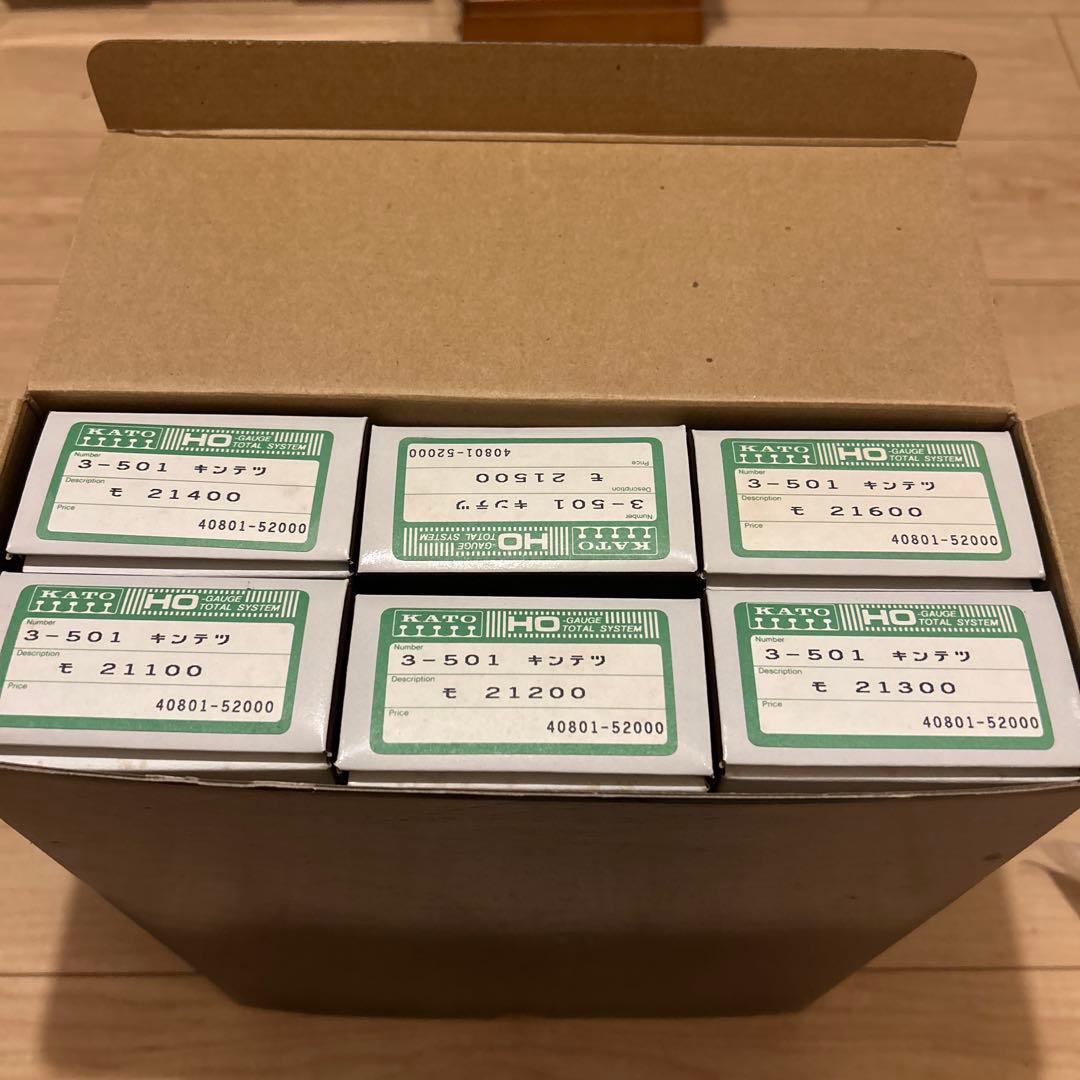 KATO HO -GAUGE TOTAL SYSTEM
Number
3-501 キンテツ
Description
モ 21400
Price
40801-52000
KATO HO -GAUGE TOTAL SYSTEM
Number
3-501 キンテツ
Description
モ 21500
Price
40801-52000
KATO HO -GAUGE TOTAL SYSTEM
Number
3-501 キンテツ
Description
モ 21600
Price
40801-52000
KATO HO -GAUGE TOTAL SYSTEM
Number
3-501 キンテツ
Description
モ 21100
Price
40801-52000
KATO HO -GAUGE TOTAL SYSTEM
Number
3-501 キンテツ
Description
モ 21200
Price
40801-52000
KATO HO -GAUGE TOTAL SYSTEM
Number
3-501 キンテツ
Description
モ 21300
Price
40801-52000